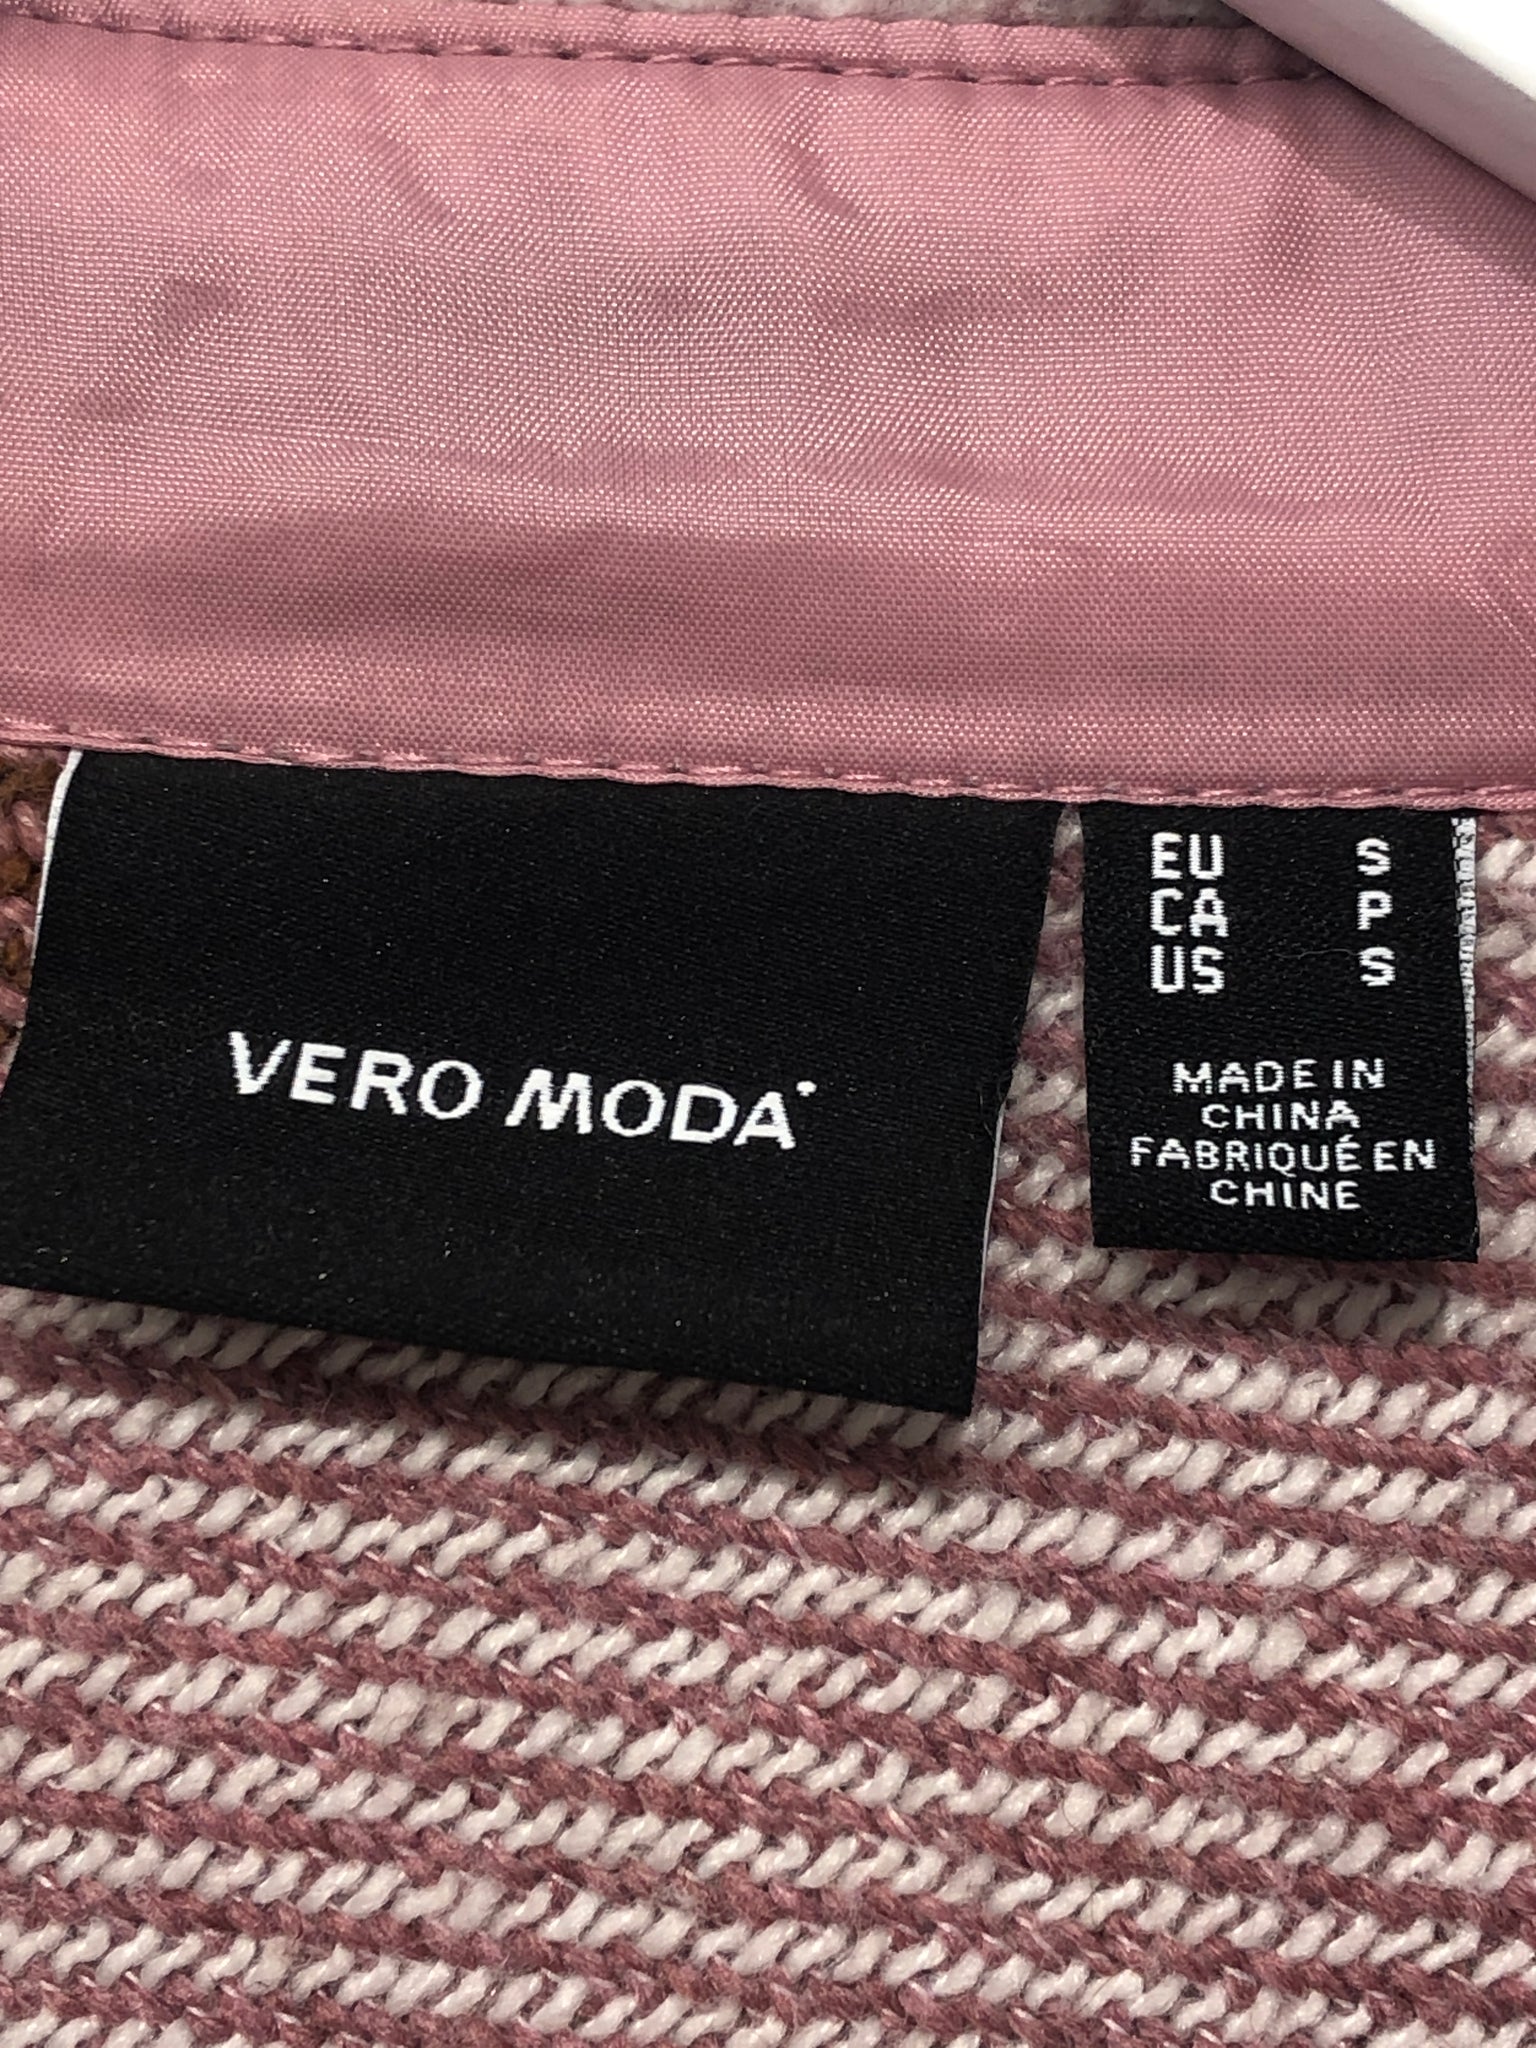 VERO MODA
EU S
CA P
US S
MADE IN
CHINA
FABRIQUÉ EN
CHINE